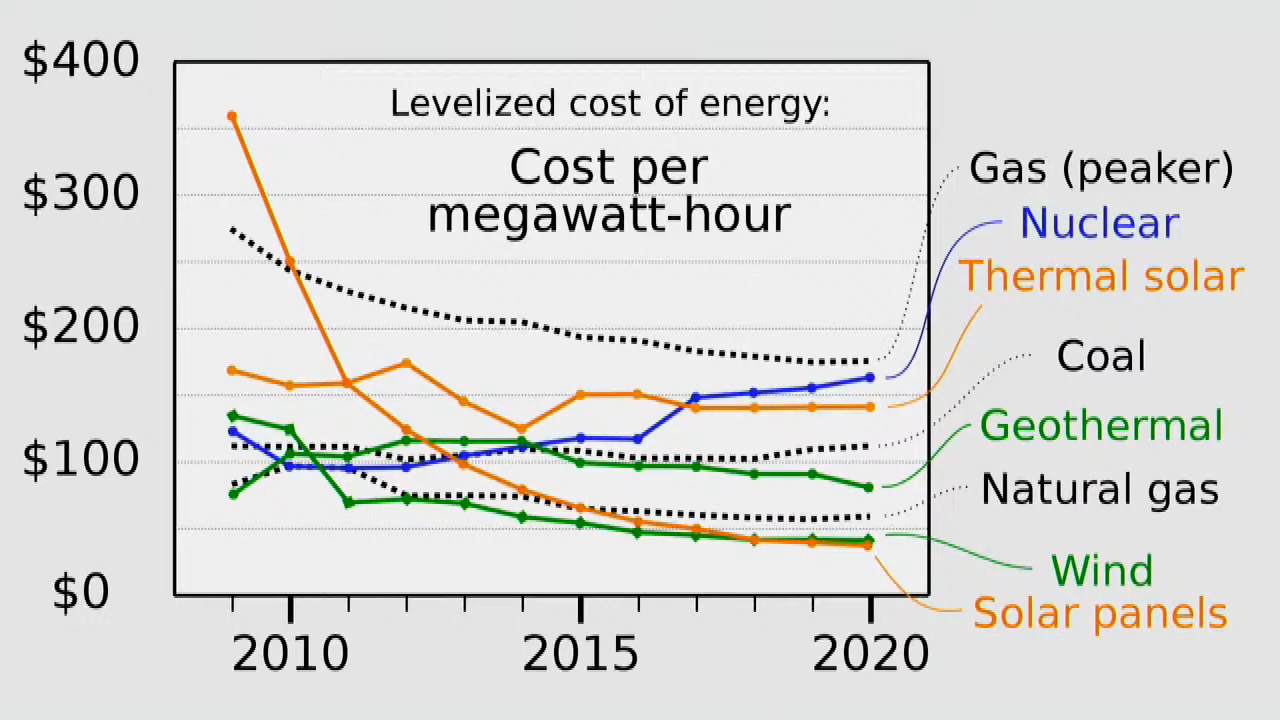 $400
$300
$200
$100
$0
Levelized cost of energy:
Cost per
megawatt-hour
Gas (peaker)
Nuclear
Thermal solar
Coal
Geothermal
Natural gas
Wind
Solar panels
2010
2015
2020